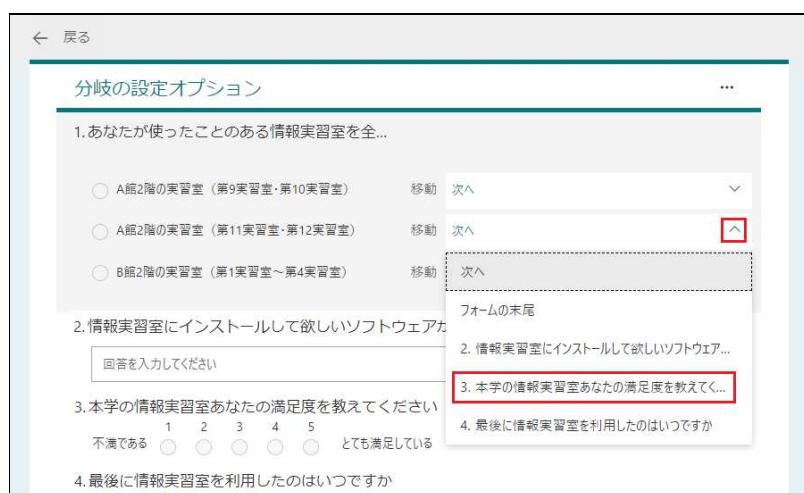 ← 戻る
分岐の設定オプション ...
1.あなたが使ったことのある情報実習室を全...
A館2階の実習室（第9実習室・第10実習室） 移動 次へ
A館2階の実習室（第11実習室・第12実習室） 移動 次へ
B館2階の実習室（第1実習室～第4実習室） 移動
次へ
フォームの末尾
2. 情報実習室にインストールして欲しいソフトウェア...
3. 本学の情報実習室あなたの満足度を教えてく...
4. 最後に情報実習室を利用したのはいつですか
2.情報実習室にインストールして欲しいソフトウェアが
回答を入力してください
3.本学の情報実習室あなたの満足度を教えてください
1 2 3 4 5
不満である とても満足している
4.最後に情報実習室を利用したのはいつですか